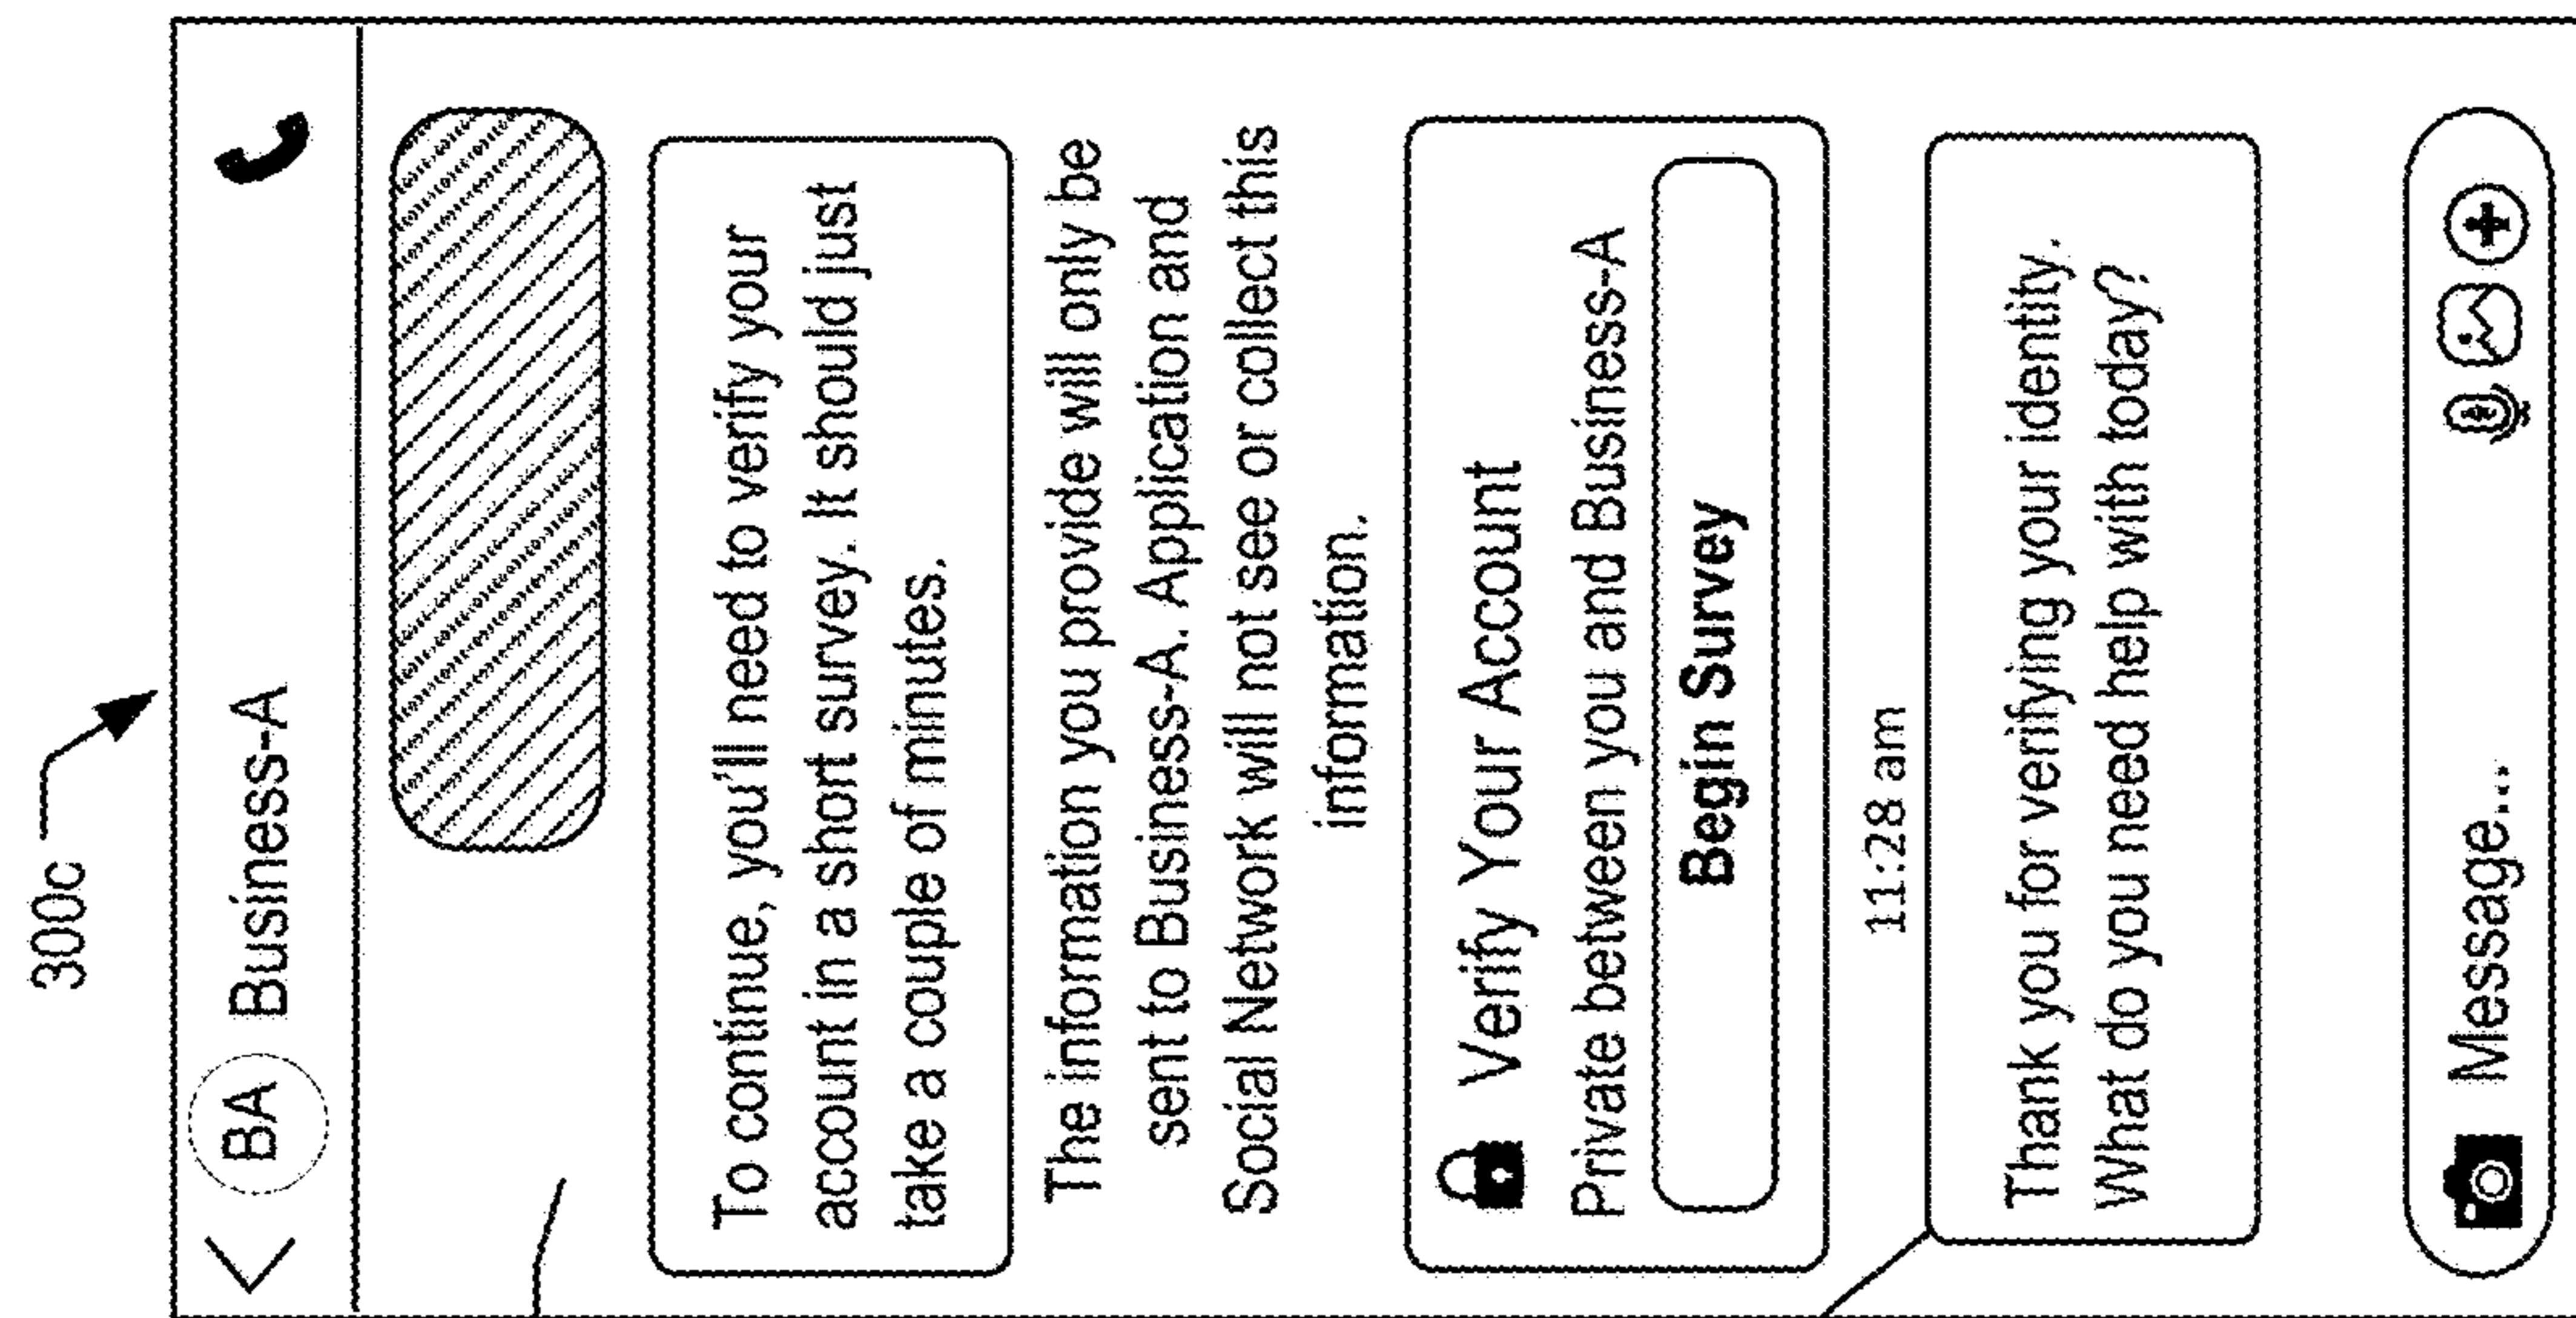 300c
BA Business-A
To continue, you'll need to verify your
account in a short survey. It should just
take a couple of minutes.
The information you provide will only be
sent to Business-A. Application and
Social Network will not see or collect this
information.
Verify Your Account
Private between you and Business-A
Begin Survey
11:28 am
Thank you for verifying your identity.
What do you need help with today?
Message...